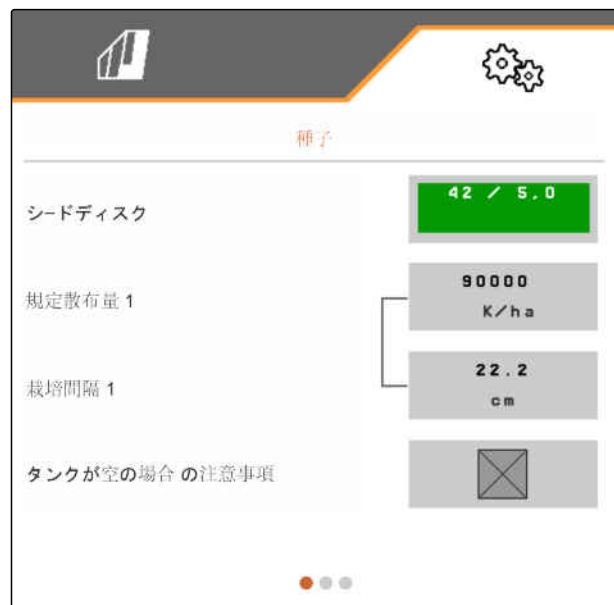 種子
シードディスク
42 / 5,0
規定散布量 1
90000
K/ha
栽培間隔 1
22.2
cm
タンクが空の場合 の注意事項